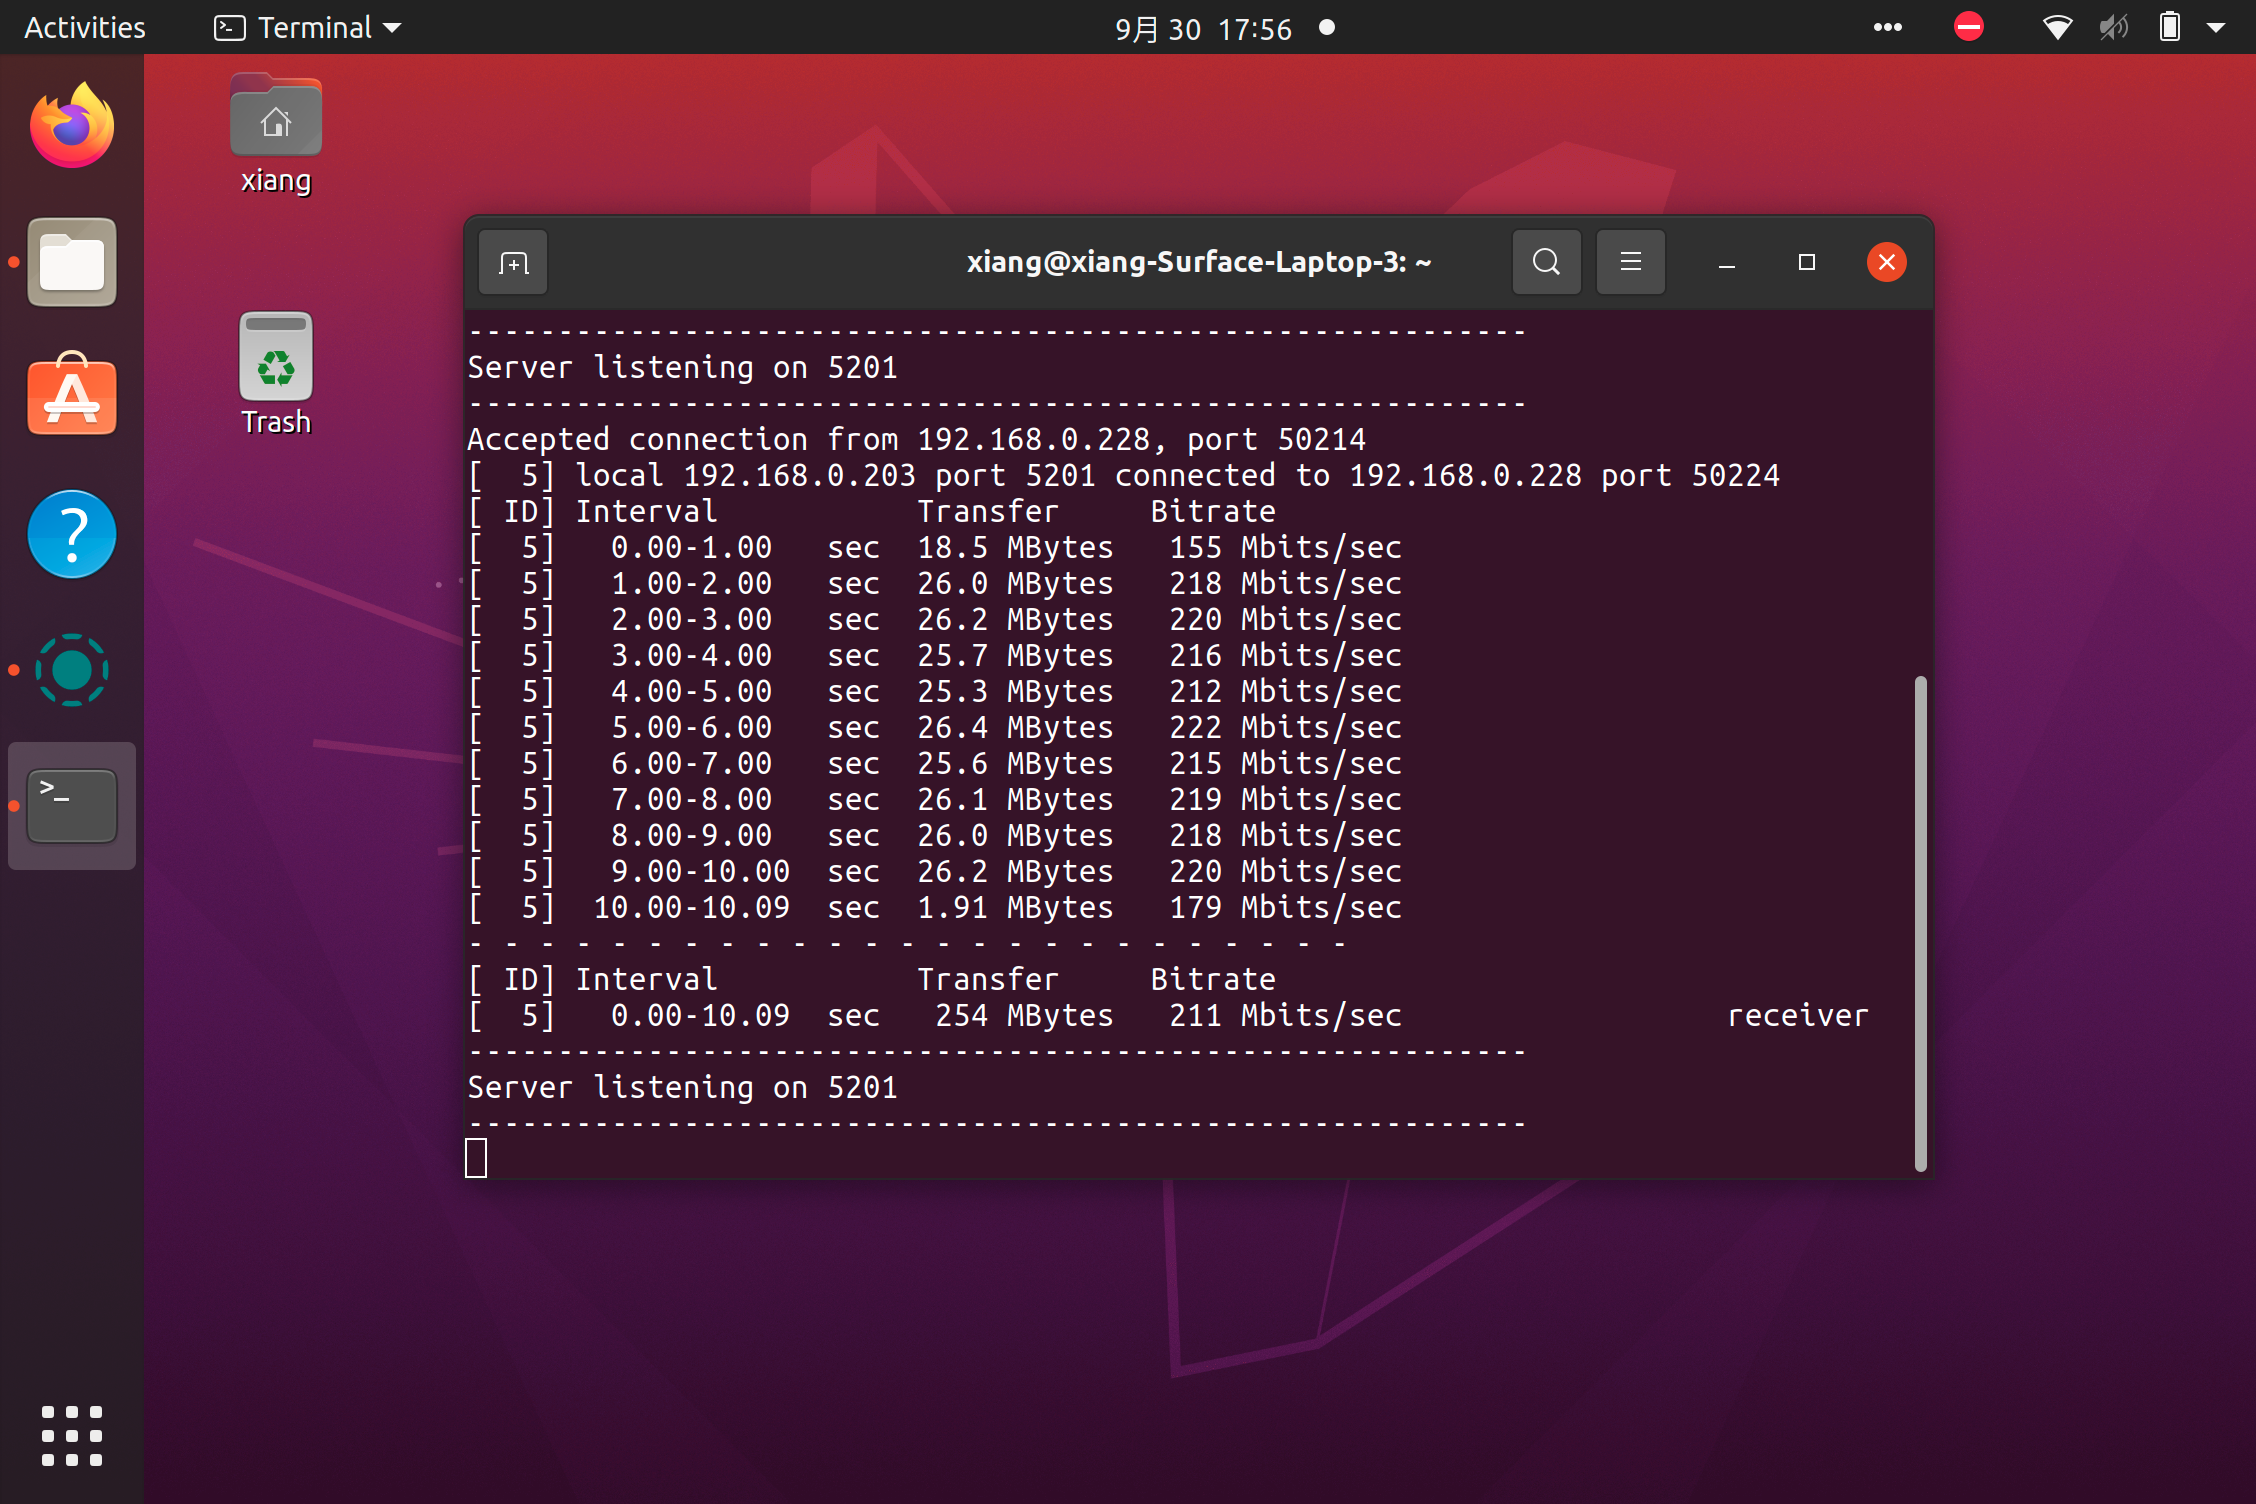 Activities
Terminal
9月 30 17:56
xiang
Trash
xiang@xiang-Surface-Laptop-3: ~
-----------------------------------------------------------
Server listening on 5201
-----------------------------------------------------------
Accepted connection from 192.168.0.228, port 50214
[  5] local 192.168.0.203 port 5201 connected to 192.168.0.228 port 50224
[ ID] Interval           Transfer     Bitrate
[  5]   0.00-1.00   sec  18.5 MBytes   155 Mbits/sec
[  5]   1.00-2.00   sec  26.0 MBytes   218 Mbits/sec
[  5]   2.00-3.00   sec  26.2 MBytes   220 Mbits/sec
[  5]   3.00-4.00   sec  25.7 MBytes   216 Mbits/sec
[  5]   4.00-5.00   sec  25.3 MBytes   212 Mbits/sec
[  5]   5.00-6.00   sec  26.4 MBytes   222 Mbits/sec
[  5]   6.00-7.00   sec  25.6 MBytes   215 Mbits/sec
[  5]   7.00-8.00   sec  26.1 MBytes   219 Mbits/sec
[  5]   8.00-9.00   sec  26.0 MBytes   218 Mbits/sec
[  5]   9.00-10.00  sec  26.2 MBytes   220 Mbits/sec
[  5]  10.00-10.09  sec  1.91 MBytes   179 Mbits/sec
- - - - - - - - - - - - - - - - - - - - - - - - -
[ ID] Interval           Transfer     Bitrate
[  5]   0.00-10.09  sec   254 MBytes   211 Mbits/sec                  receiver
-----------------------------------------------------------
Server listening on 5201
-----------------------------------------------------------